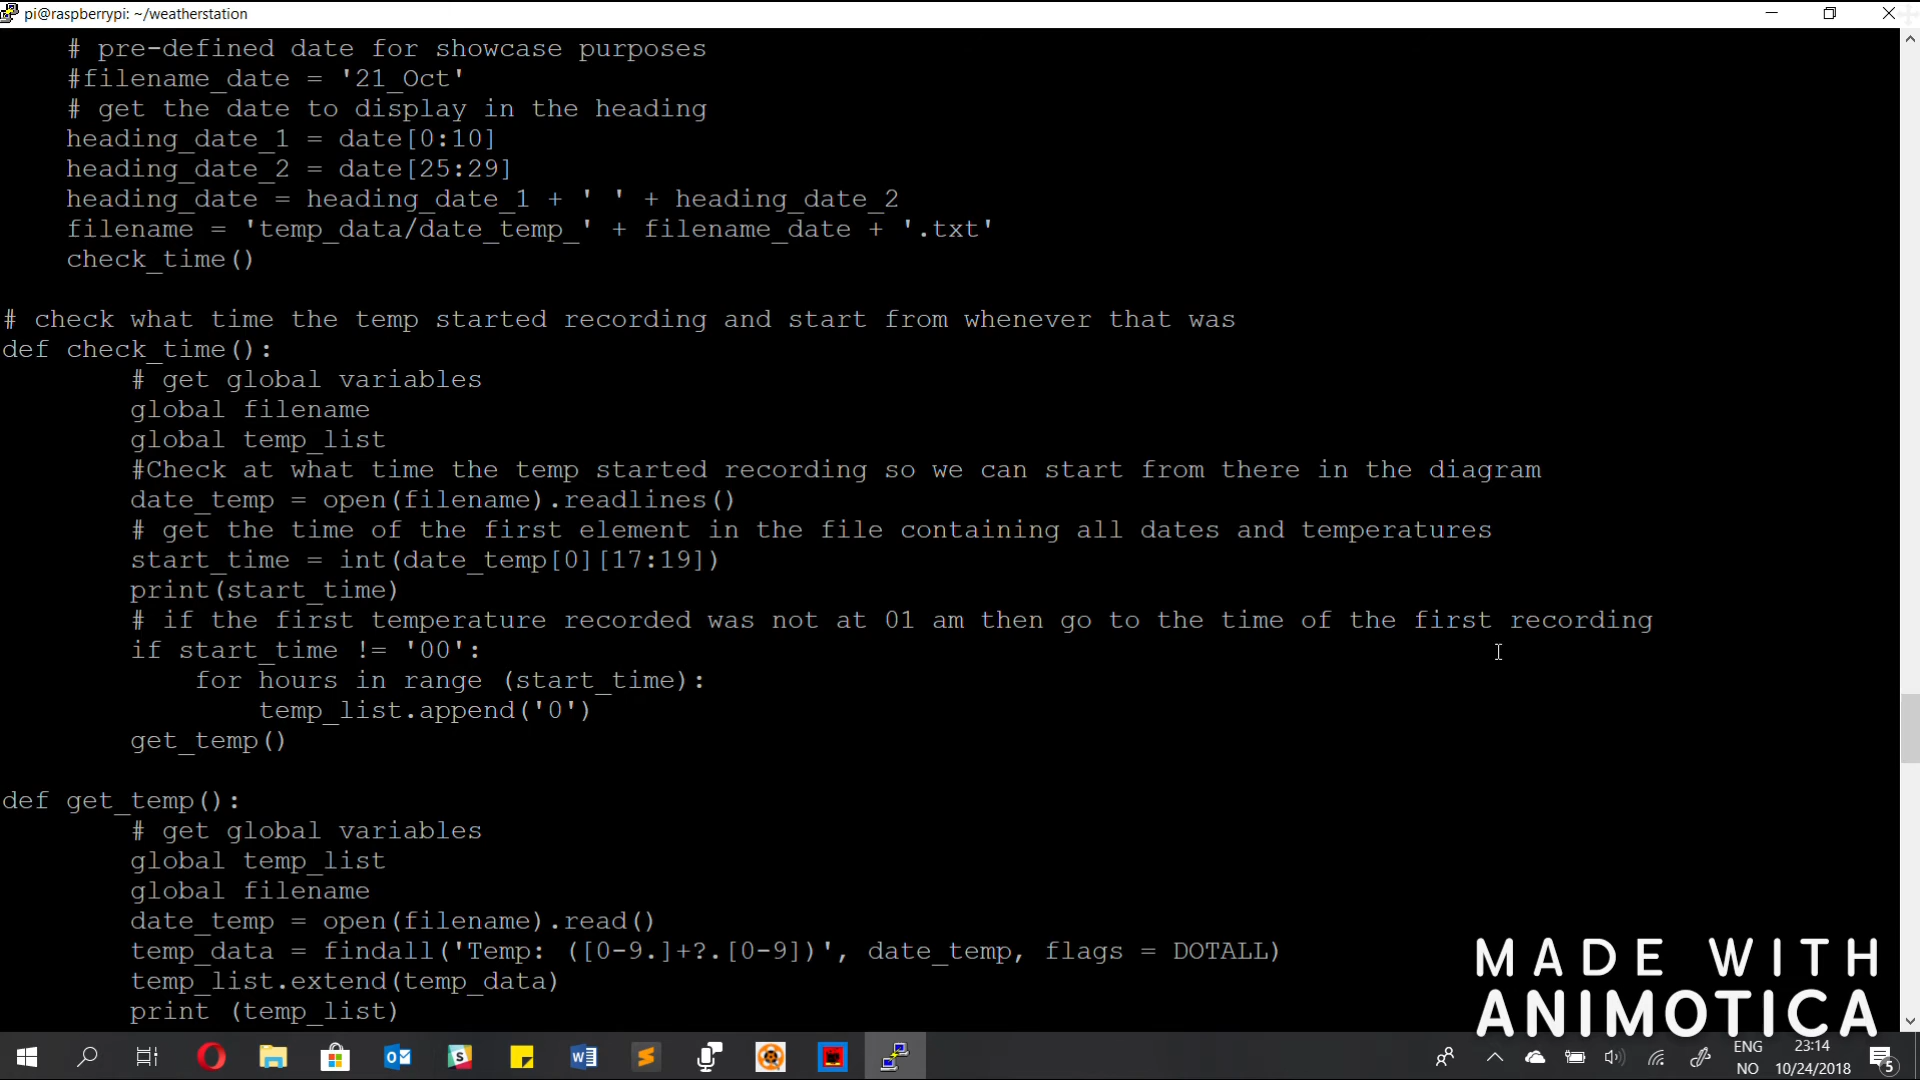 pi@raspberrypi: ~/weatherstation
# pre-defined date for showcase purposes
#filename_date = '21_Oct'
# get the date to display in the heading
heading_date_1 = date[0:10]
heading_date_2 = date[25:29]
heading_date = heading_date_1 + ' ' + heading_date_2
filename = 'temp_data/date_temp_' + filename_date + '.txt'
check_time()
# check what time the temp started recording and start from whenever that was
def check_time():
# get global variables
global filename
global temp_list
#Check at what time the temp started recording so we can start from there in the diagram
date_temp = open(filename).readlines()
# get the time of the first element in the file containing all dates and temperatures
start_time = int(date_temp[0][17:19])
print(start_time)
# if the first temperature recorded was not at 01 am then go to the time of the first recording
if start_time != '00':
for hours in range (start_time):
temp_list.append('0')
get_temp()
def get_temp():
# get global variables
global temp_list
global filename
date_temp = open(filename).read()
temp_data = findall('Temp: ([0-9.]+?.[0-9])', date_temp, flags = DOTALL)
temp_list.extend(temp_data)
print (temp_list)
MADE WITH
ANIMOTICA
ENG
NO
23:14
10/24/2018
5